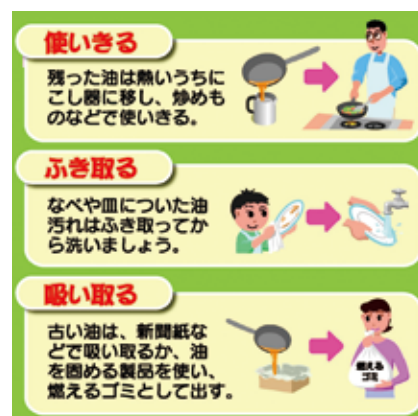 使いきる
残った油は熱いうちに
こし器に移し、炒めも
のなどで使いきる。
ふき取る
なべや皿についた油
汚れはふき取ってか
ら洗いましょう。
吸い取る
古い油は、新聞紙な
どで吸い取るか、油
を固める製品を使い、
燃えるゴミとして出す。
燃える
ゴミ